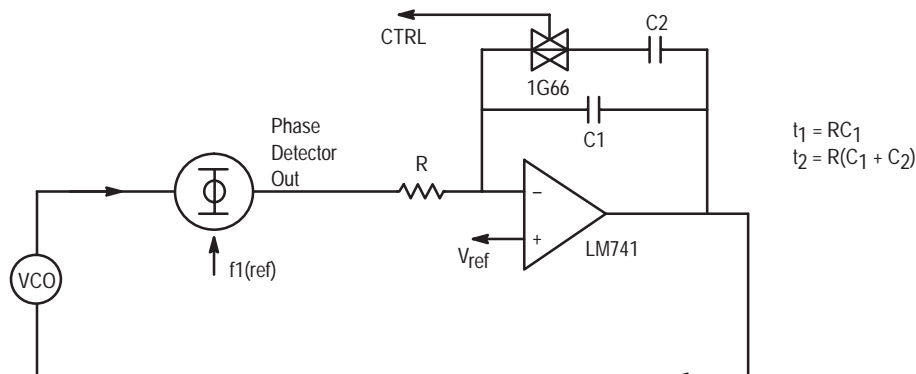 CTRL
C2
1G66
C1
t1 = RC1
t2 = R(C1 + C2)
Phase
Detector
Out
R
–
+
Vref
LM741
f1(ref)
VCO